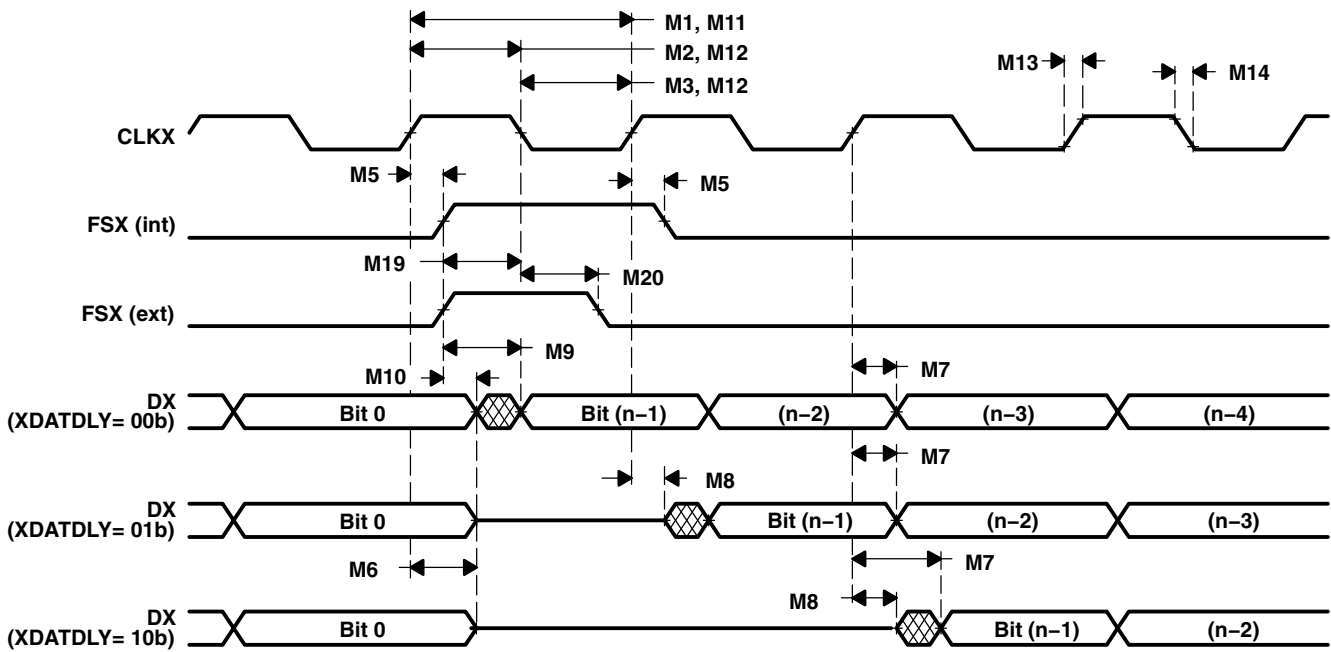 M1, M11
M2, M12
M3, M12
M13
M14
CLKX
M5
M5
FSX (int)
M19
M20
FSX (ext)
M9
M10
M7
DX
(XDATDLY= 00b)
Bit 0
Bit (n−1)
(n−2)
(n−3)
(n−4)
M7
M8
DX
(XDATDLY= 01b)
Bit 0
Bit (n−1)
(n−2)
(n−3)
M6
M7
M8
DX
(XDATDLY= 10b)
Bit 0
Bit (n−1)
(n−2)